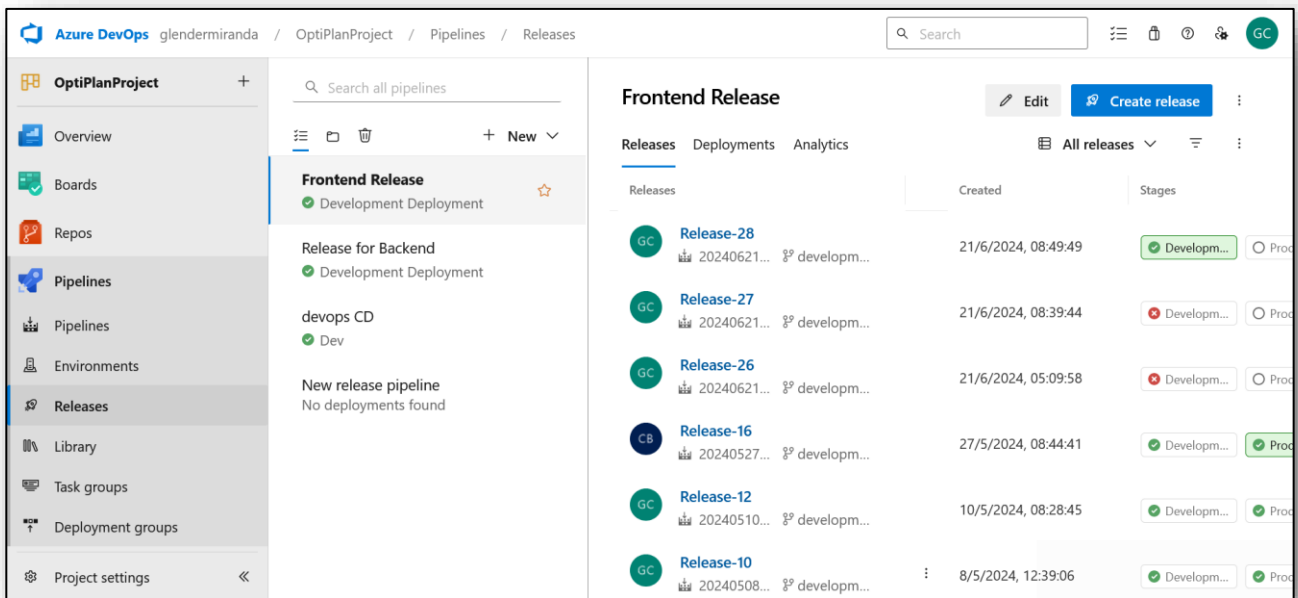 Azure DevOps glendermiranda / OptiPlanProject / Pipelines / Releases
Search
GC
OptiPlanProject
Overview
Boards
Repos
Pipelines
Pipelines
Environments
Releases
Library
Task groups
Deployment groups
Project settings
Search all pipelines
New
Frontend Release
Development Deployment
Release for Backend
Development Deployment
devops CD
Dev
New release pipeline
No deployments found
Frontend Release
Edit
Create release
Releases Deployments Analytics
All releases
Releases Created Stages
GC Release-28
20240621... developm...
21/6/2024, 08:49:49
Developm... Proc
GC Release-27
20240621... developm...
21/6/2024, 08:39:44
Developm... Proc
GC Release-26
20240621... developm...
21/6/2024, 05:09:58
Developm... Proc
CB Release-16
20240527... developm...
27/5/2024, 08:44:41
Developm... Proc
GC Release-12
20240510... developm...
10/5/2024, 08:28:45
Developm... Proc
GC Release-10
20240508... developm...
8/5/2024, 12:39:06
Developm... Proc